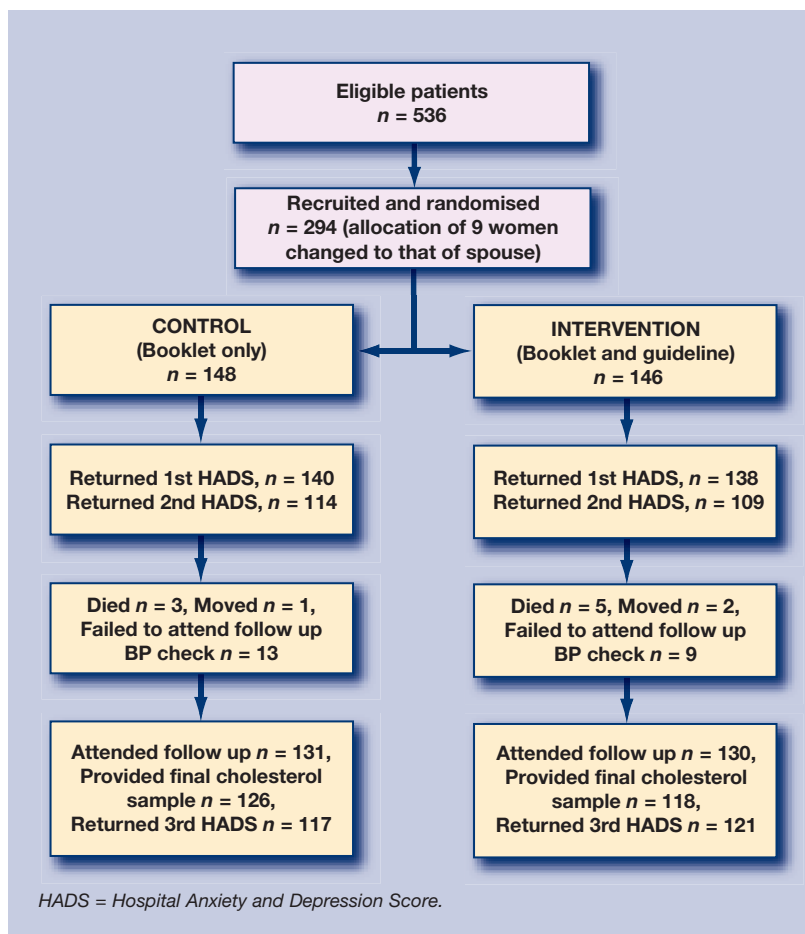 Eligible patients
n = 536
Recruited and randomised
n = 294 (allocation of 9 women
changed to that of spouse)
CONTROL
(Booklet only)
n = 148
INTERVENTION
(Booklet and guideline)
n = 146
Returned 1st HADS, n = 140
Returned 2nd HADS, n = 114
Returned 1st HADS, n = 138
Returned 2nd HADS, n = 109
Died n = 3, Moved n = 1,
Failed to attend follow up
BP check n = 13
Died n = 5, Moved n = 2,
Failed to attend follow up
BP check n = 9
Attended follow up n = 131,
Provided final cholesterol
sample n = 126,
Returned 3rd HADS n = 117
Attended follow up n = 130,
Provided final cholesterol
sample n = 118,
Returned 3rd HADS n = 121
HADS = Hospital Anxiety and Depression Score.